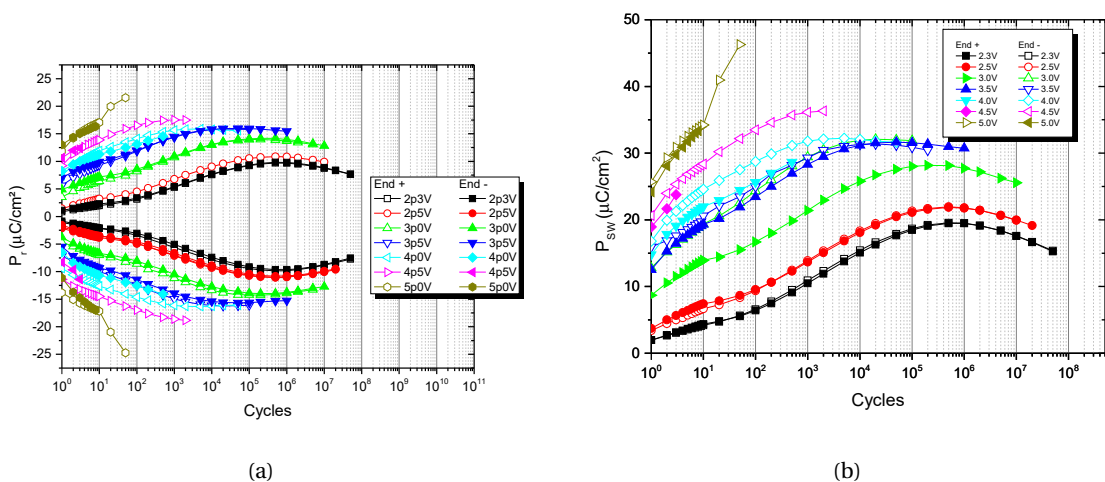 25
20
15
10
5
0
-5
-10
-15
-20
-25
P_r (μC/cm²)
10⁰ 10¹ 10² 10³ 10⁴ 10⁵ 10⁶ 10⁷ 10⁸ 10⁹ 10¹⁰ 10¹¹
Cycles
End + End -
2p3V 2p3V
2p5V 2p5V
3p0V 3p0V
3p5V 3p5V
4p0V 4p0V
4p5V 4p5V
5p0V 5p0V
(a)
50
40
30
20
10
0
P_SW (μC/cm²)
10⁰ 10¹ 10² 10³ 10⁴ 10⁵ 10⁶ 10⁷ 10⁸
Cycles
End + End -
2.3V 2.3V
2.5V 2.5V
3.0V 3.0V
3.5V 3.5V
4.0V 4.0V
4.5V 4.5V
5.0V 5.0V
(b)